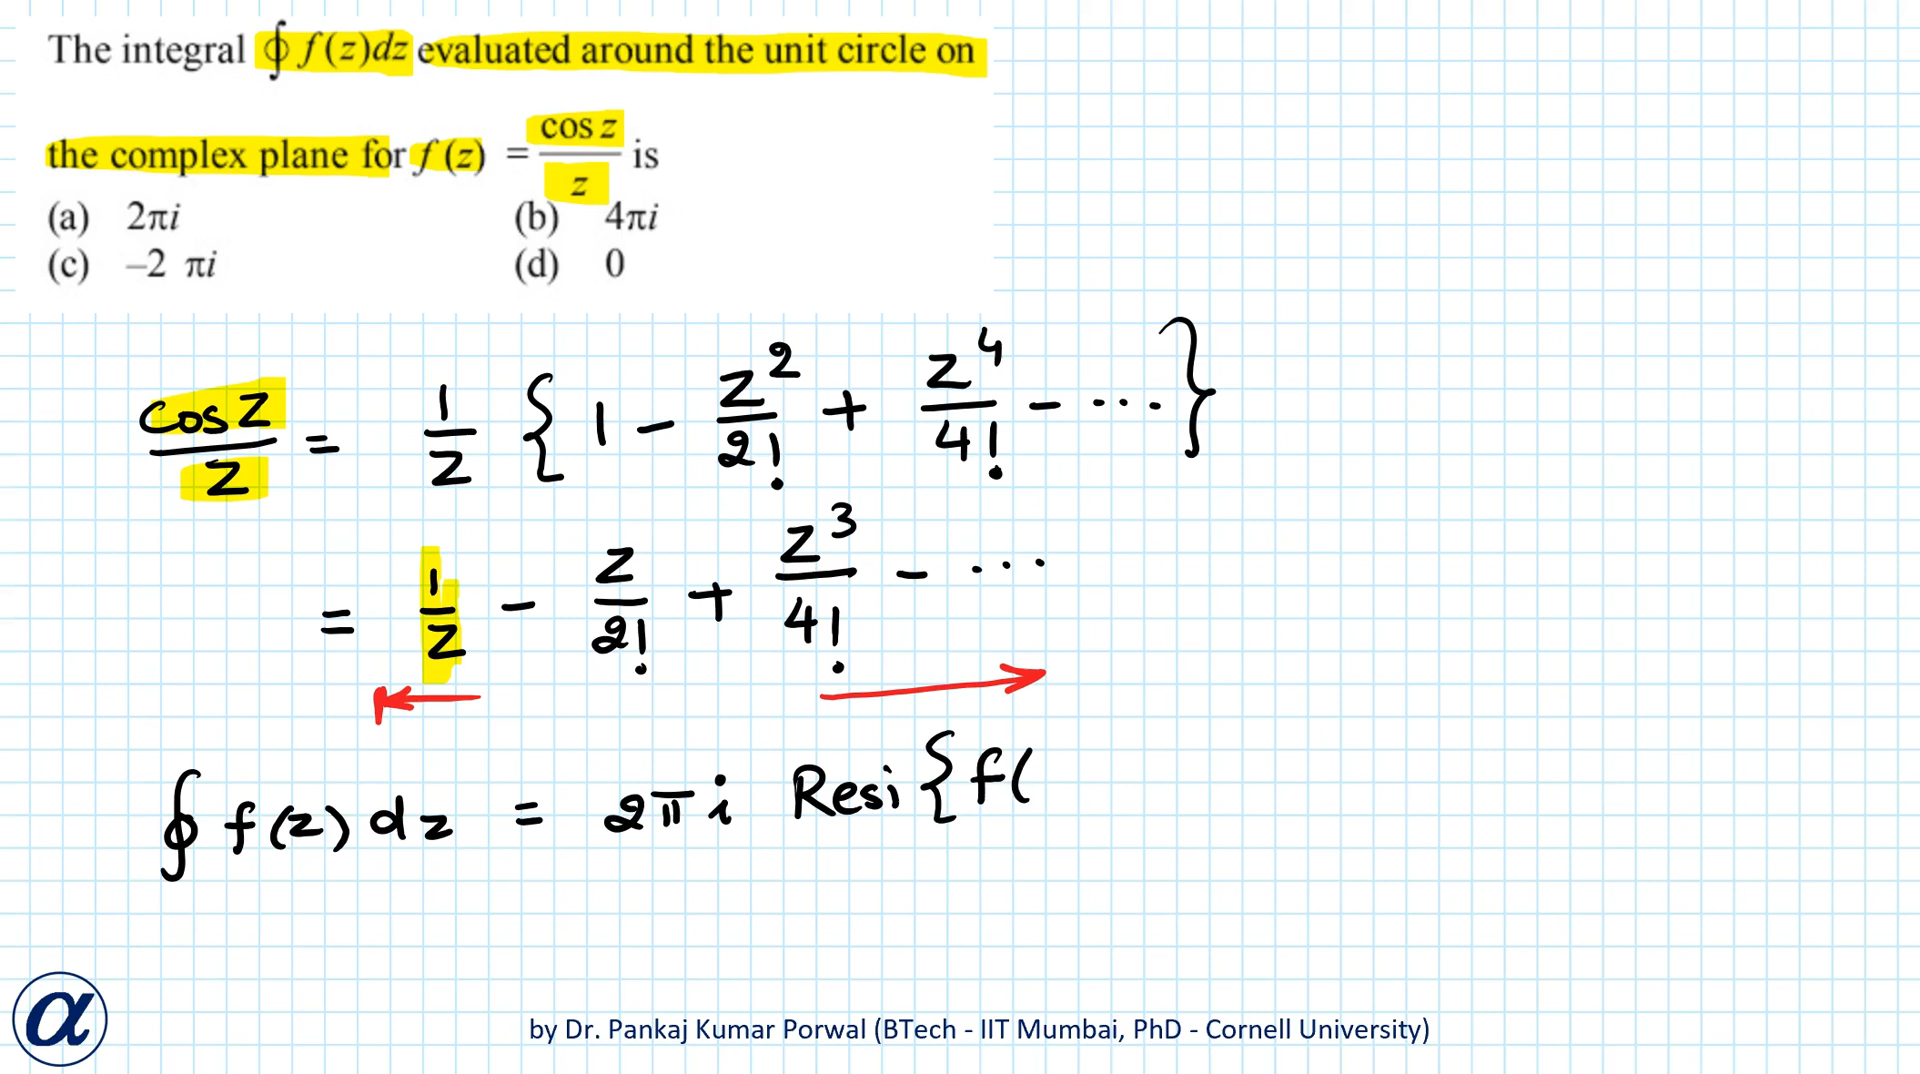 The integral ∮ f(z)dz evaluated around the unit circle on
the complex plane for f(z) = cos z / z is
(a) 2πi (b) 4πi
(c) –2 πi (d) 0
cos z / z = 1/z { 1 - z²/2! + z⁴/4! - ... }
= 1/z - z/2! + z³/4! - ...
∮ f(z) dz = 2πi Resi { f(
α
by Dr. Pankaj Kumar Porwal (BTech - IIT Mumbai, PhD - Cornell University)